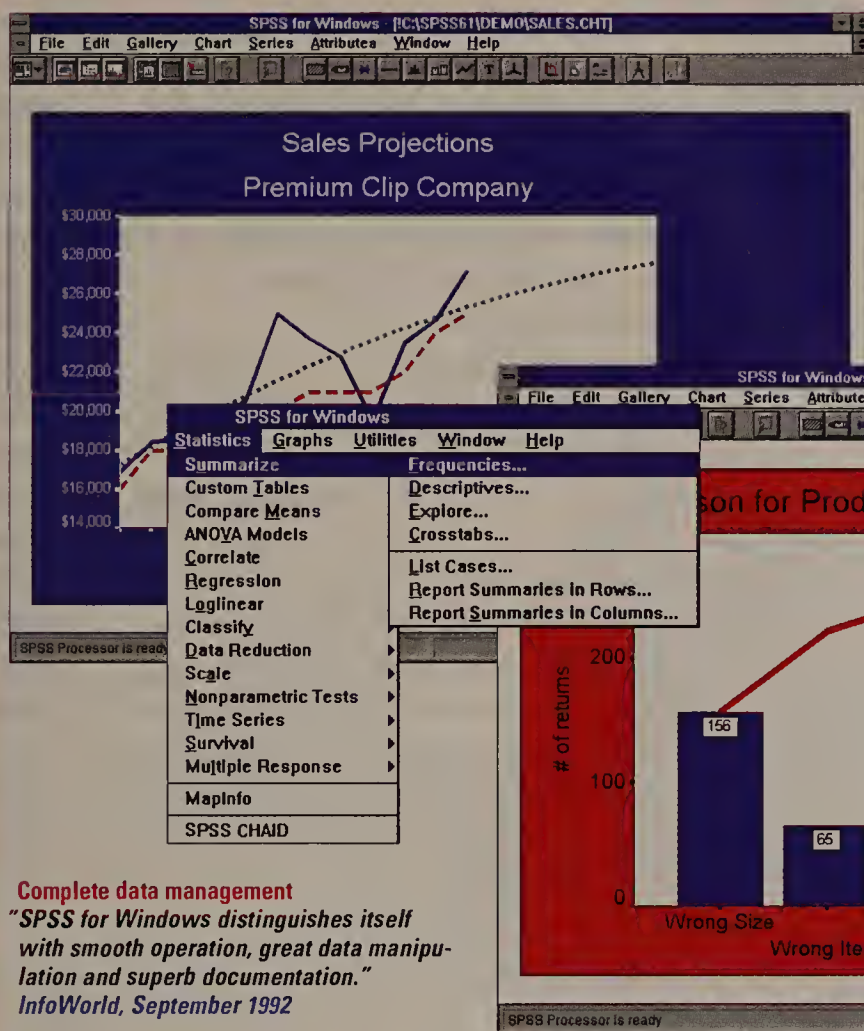 SPSS for Windows - [!C:\SPSS61\DEMO\SALES.CHT]
File Edit Gallery Chart Series Attributes Window Help
Sales Projections
Premium Clip Company
$30,000
$28,000
$26,000
$24,000
$22,000
$20,000
$18,000
$16,000
$14,000
SPSS Processor is ready
SPSS for Windows
Statistics Graphs Utilities Window Help
Summarize
Custom Tables
Compare Means
ANOVA Models
Correlate
Regression
Loglinear
Classify
Data Reduction
Scale
Nonparametric Tests
Time Series
Survival
Multiple Response
MapInfo
SPSS CHAID
Frequencies...
Descriptives...
Explore...
Crosstabs...
List Cases...
Report Summaries in Rows...
Report Summaries in Columns...
SPSS for Windows
File Edit Gallery Chart Series Attribute
son for Prod
# of returns
200
100
0
156
65
Wrong Size
Wrong Ite
SPSS Processor is ready
Complete data management
"SPSS for Windows distinguishes itself
with smooth operation, great data manipu-
lation and superb documentation."
InfoWorld, September 1992